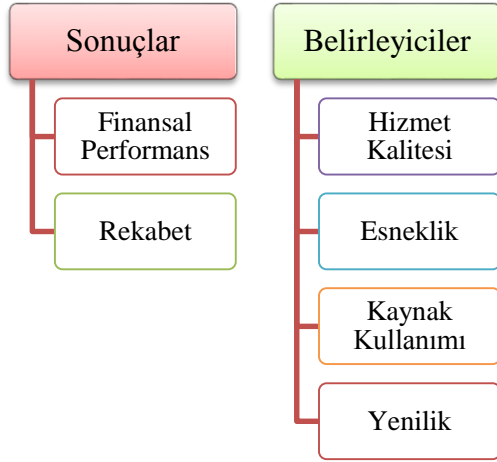 Sonuçlar
Finansal
Performans
Rekabet
Belirleyiciler
Hizmet
Kalitesi
Esneklik
Kaynak
Kullanımı
Yenilik